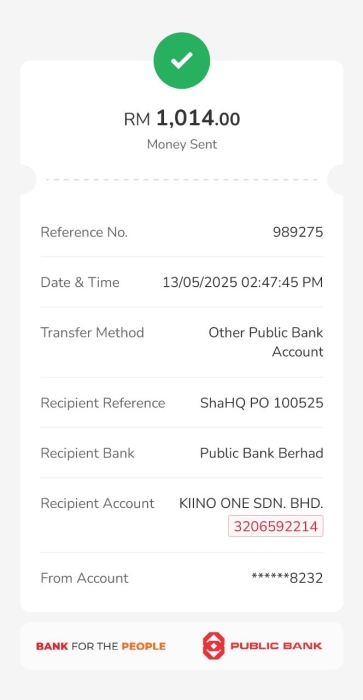 RM 1,014.00
Money Sent
Reference No. 989275
Date & Time 13/05/2025 02:47:45 PM
Transfer Method Other Public Bank
Account
Recipient Reference ShaHQ PO 100525
Recipient Bank Public Bank Berhad
Recipient Account KIINO ONE SDN. BHD.
3206592214
From Account ******8232
BANK FOR THE PEOPLE PUBLIC BANK